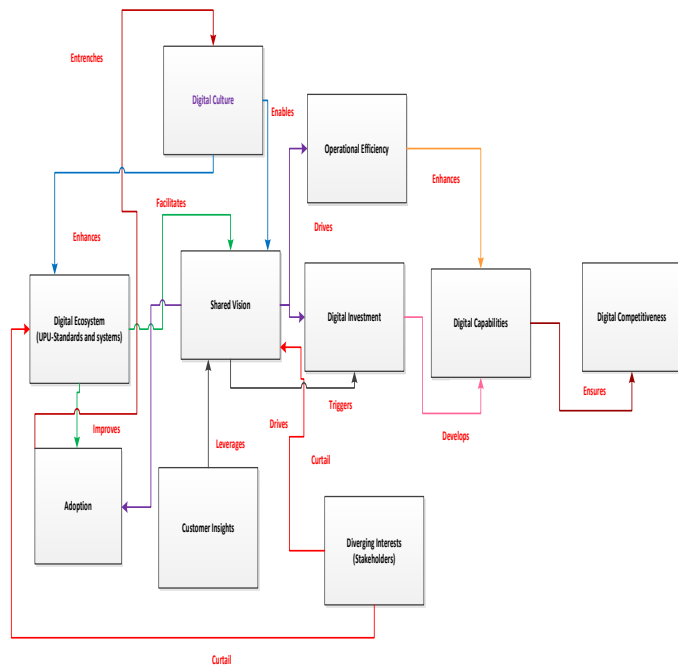 Entrenches
Digital Culture
Enables
Operational Efficiency
Enhances
Facilitates
Drives
Enhances
Shared Vision
Digital Ecosystem
(UPU-Standards and systems)
Digital Investment
Digital Capabilities
Digital Competitiveness
Triggers
Ensures
Improves
Drives
Develops
Leverages
Curtail
Adoption
Customer Insights
Diverging Interests
(Stakeholders)
Curtail